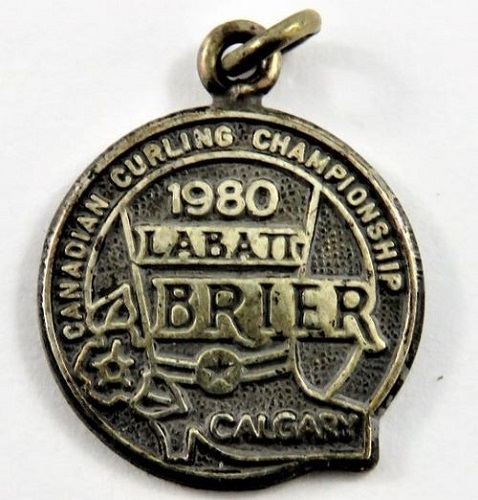 CANADIAN CURLING CHAMPIONSHIP
1980
LABATT
BRIER
CALGARY